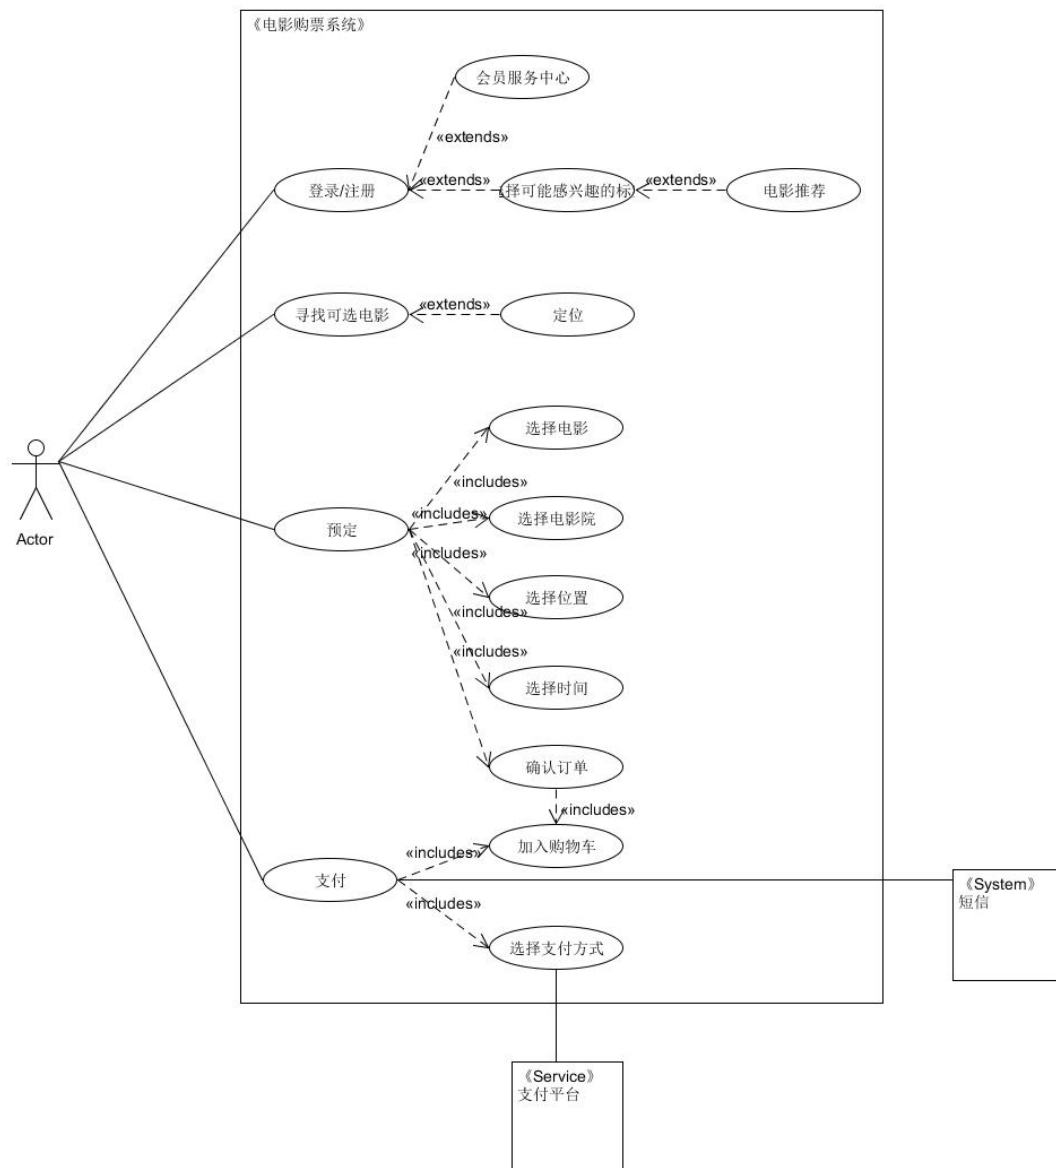 《电影购票系统》
会员服务中心
«extends»
登录/注册
«extends»
择可能感兴趣的标
«extends»
电影推荐
寻找可选电影
«extends»
定位
选择电影
«includes»
«includes»
选择电影院
预定
«includes»
选择位置
«includes»
«includes»
选择时间
Actor
确认订单
«includes»
加入购物车
«includes»
支付
«includes»
选择支付方式
《System》
短信
《Service》
支付平台